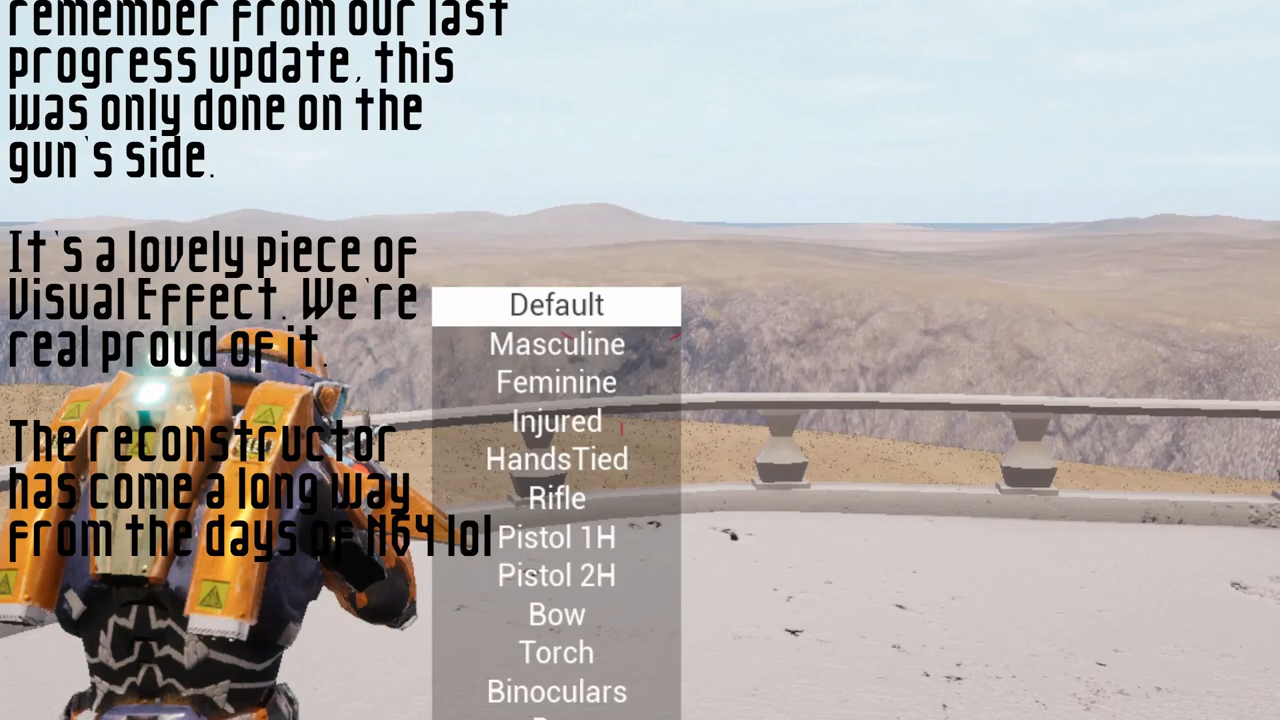 remember from our last
progress update, this
was only done on the
gun's side.
It's a lovely piece of
Visual Effect. We're
real proud of it.
The reconstructor
has come a long way
from the days of N64 lol
Default
Masculine
Feminine
Injured
HandsTied
Rifle
Pistol 1H
Pistol 2H
Bow
Torch
Binoculars